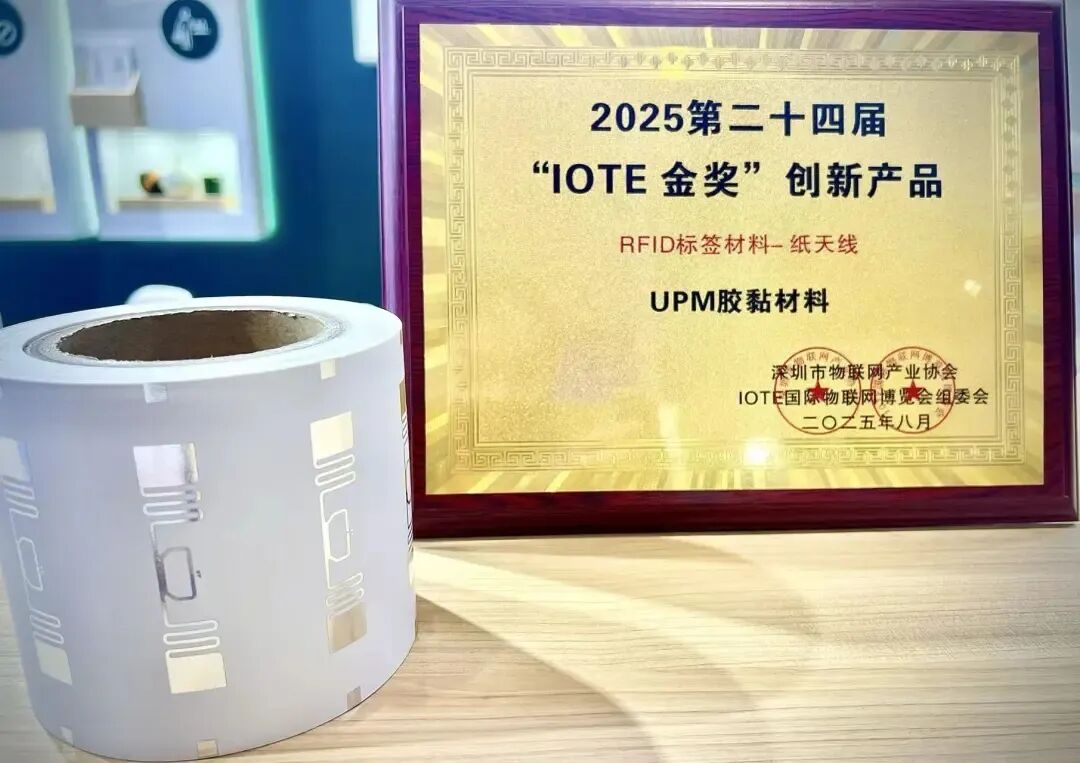 2025第二十四届
“IOTE 金奖”创新产品
RFID标签材料–纸天线
UPM胶黏材料
深圳市物联网产业协会
IOTE国际物联网博览会组委会
二〇二五年八月